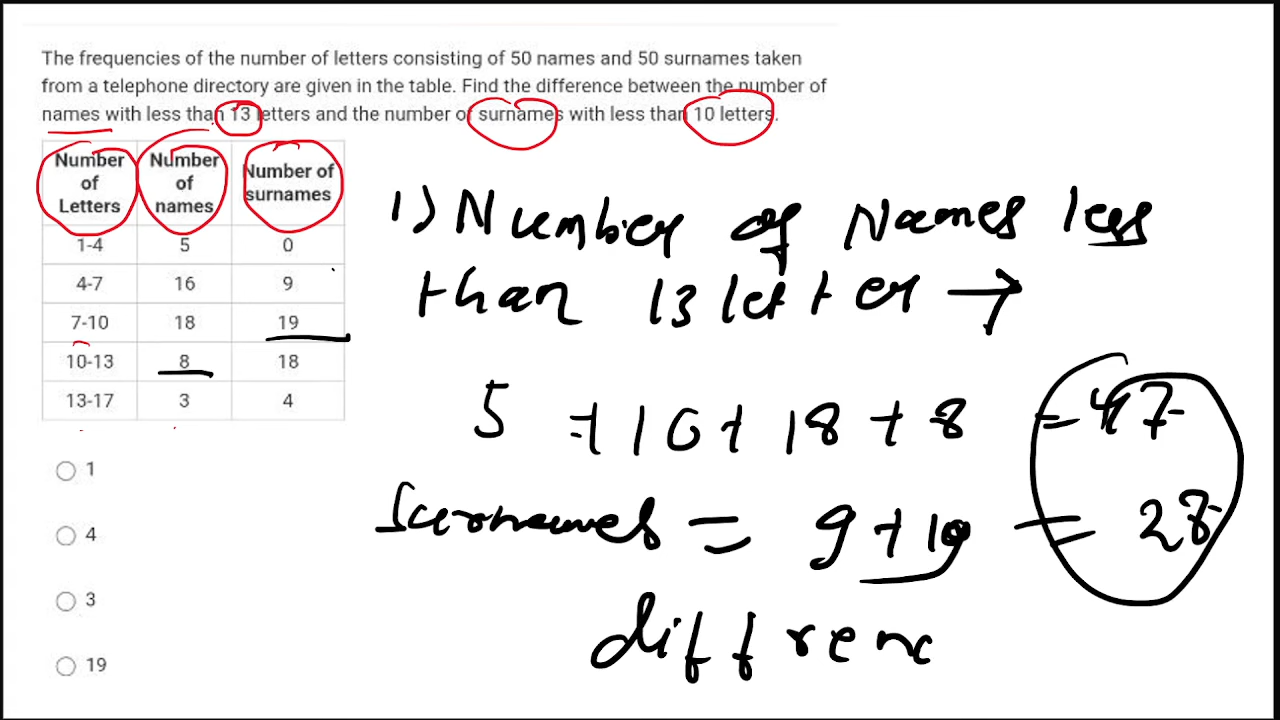 The frequencies of the number of letters consisting of 50 names and 50 surnames taken
from a telephone directory are given in the table. Find the difference between the number of
names with less than 13 letters and the number of surnames with less than 10 letters.
Number of Letters Number of names Number of surnames
1-4 5 0
4-7 16 9
7-10 18 19
10-13 8 18
13-17 3 4
1
4
3
19
1) Number of Names less
than 13 letter →
5 + 16 + 18 + 8 = 47
Surnames = 9 + 19 = 28
differenc